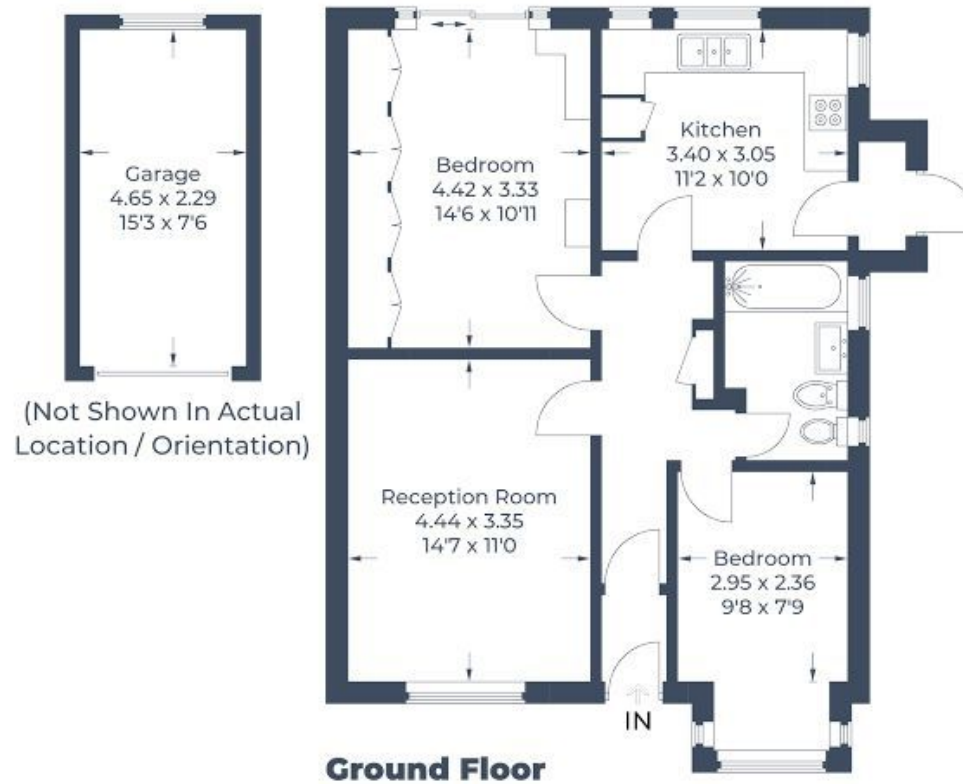 Garage
4.65 x 2.29
15'3 x 7'6
(Not Shown In Actual
Location / Orientation)
Bedroom
4.42 x 3.33
14'6 x 10'11
Kitchen
3.40 x 3.05
11'2 x 10'0
Reception Room
4.44 x 3.35
14'7 x 11'0
Bedroom
2.95 x 2.36
9'8 x 7'9
IN
Ground Floor